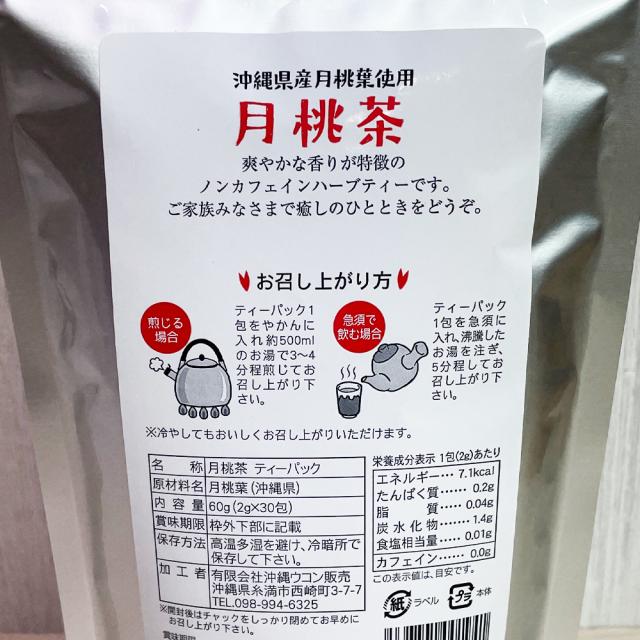 沖縄県産月桃葉使用
月桃茶
爽やかな香りが特徴の
ノンカフェインハーブティーです。
ご家族みなさまで癒しのひとときをどうぞ。
お召し上がり方
煎じる
場合
ティーパック1
包をやかんに
入れ約500ml
のお湯で3〜4
分程煎じてお
召し上がり下
さい。
急須で
飲む場合
ティーパック
1包を急須に
入れ、沸騰した
お湯を注ぎ、
5分程してお
召し上がり下
さい。
※冷やしてもおいしくお召し上がりいただけます。
名称 月桃茶 ティーパック
原材料名 月桃葉(沖縄県)
内容量 60g(2g×30包)
賞味期限 枠外下部に記載
保存方法 高温多湿を避け、冷暗所で
保存して下さい。
加工者 有限会社沖縄ウコン販売
沖縄県糸満市西崎町3-7-7
TEL.098-994-6325
※開封後はチャックをしっかり閉めてお早めに
お召し上がり下さい。
賞味期限
栄養成分表示 1包(2g)あたり
エネルギー…7.1kcal
たんぱく質……0.2g
脂質……0.04g
炭水化物……1.4g
食塩相当量……0.01g
カフェイン……0.0g
この表示値は、目安です。
紙 ラベル
プラ 本体